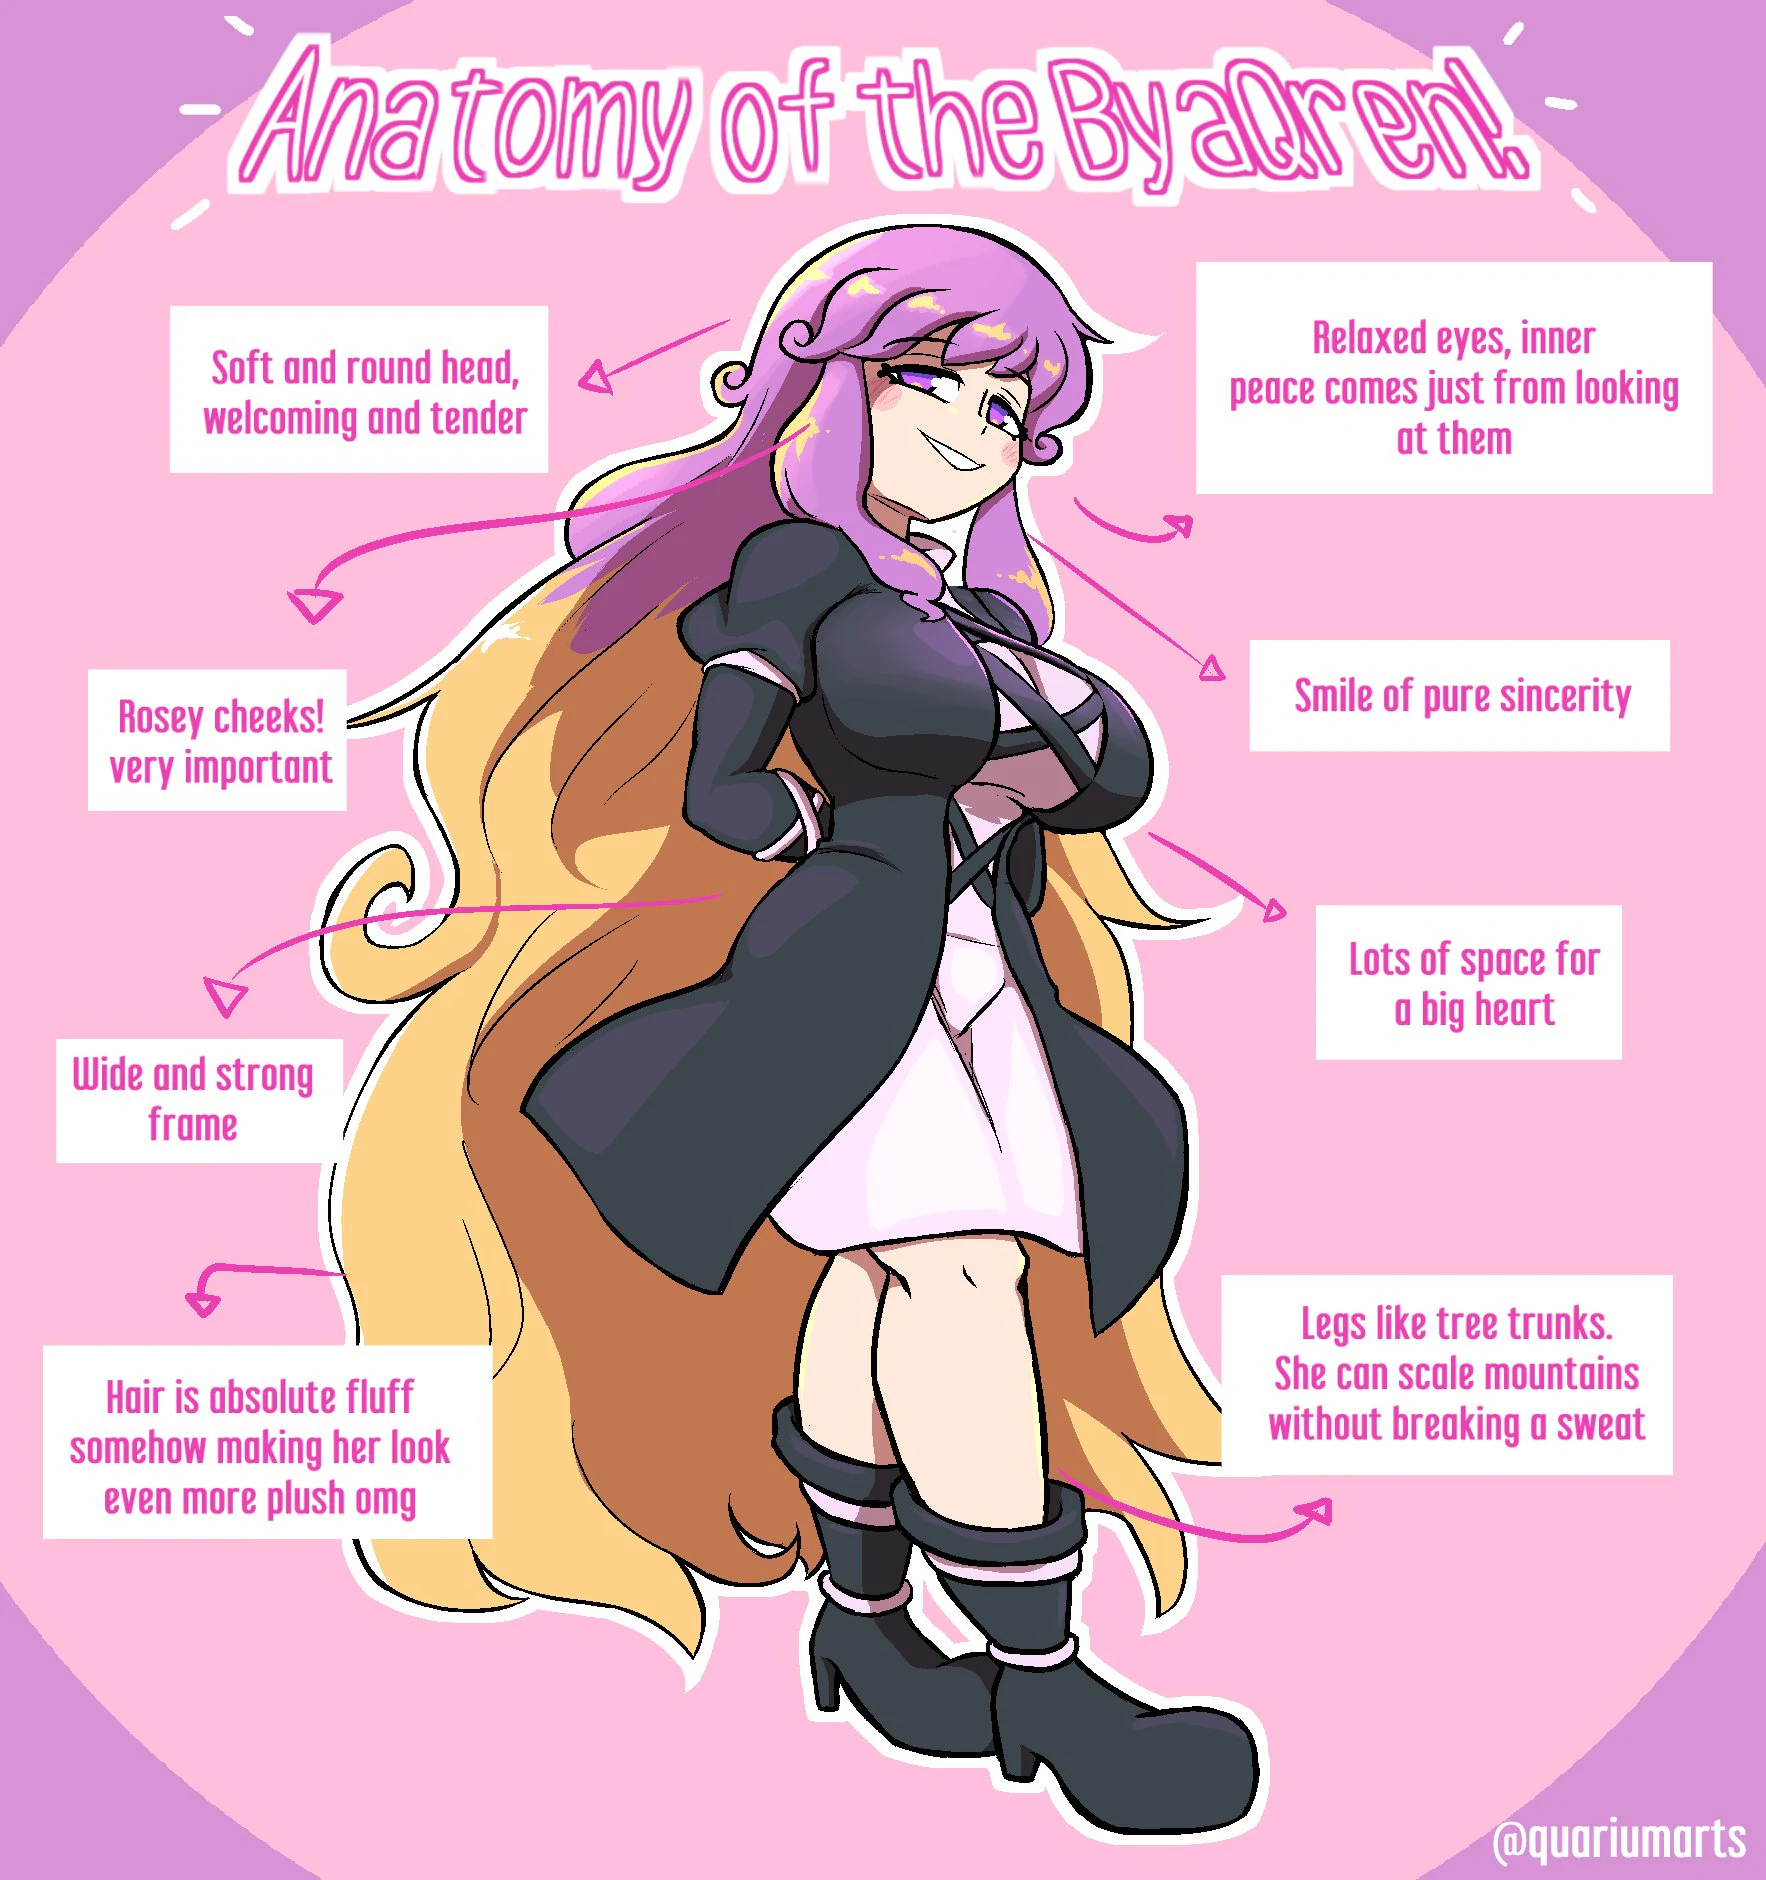 Anatomy of the ByaQren!
Soft and round head,
welcoming and tender
Relaxed eyes, inner
peace comes just from looking
at them
Rosey cheeks!
very important
Smile of pure sincerity
Lots of space for
a big heart
Wide and strong
frame
Hair is absolute fluff
somehow making her look
even more plush omg
Legs like tree trunks.
She can scale mountains
without breaking a sweat
@quariumarts